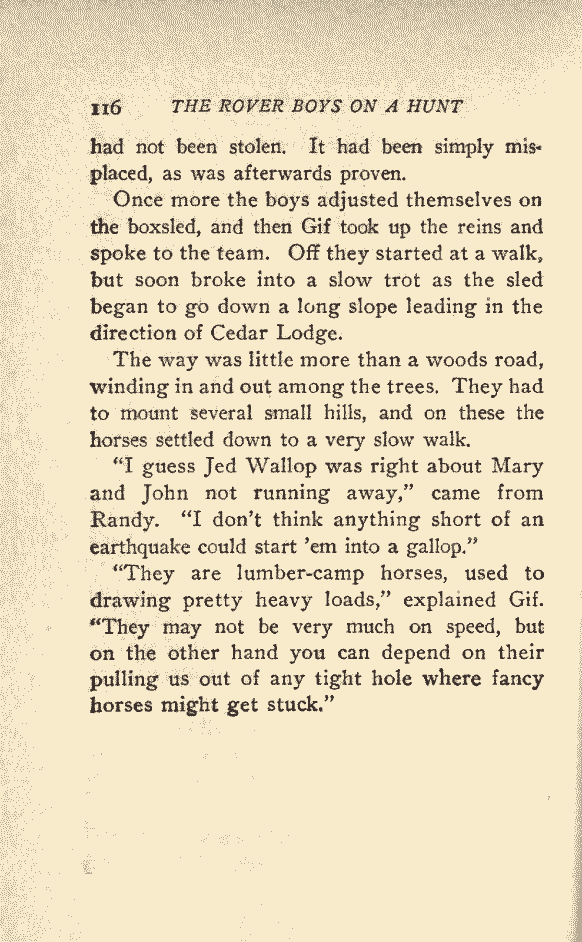 116 THE ROVER BOYS ON A HUNT
had not been stolen. It had been simply mis-
placed, as was afterwards proven.
Once more the boys adjusted themselves on
the boxsled, and then Gif took up the reins and
spoke to the team. Off they started at a walk,
but soon broke into a slow trot as the sled
began to go down a long slope leading in the
direction of Cedar Lodge.
The way was little more than a woods road,
winding in and out among the trees. They had
to mount several small hills, and on these the
horses settled down to a very slow walk.
“I guess Jed Wallop was right about Mary
and John not running away,” came from
Randy. “I don’t think anything short of an
earthquake could start ’em into a gallop.”
“They are lumber-camp horses, used to
drawing pretty heavy loads,” explained Gif.
“They may not be very much on speed, but
on the other hand you can depend on their
pulling us out of any tight hole where fancy
horses might get stuck.”